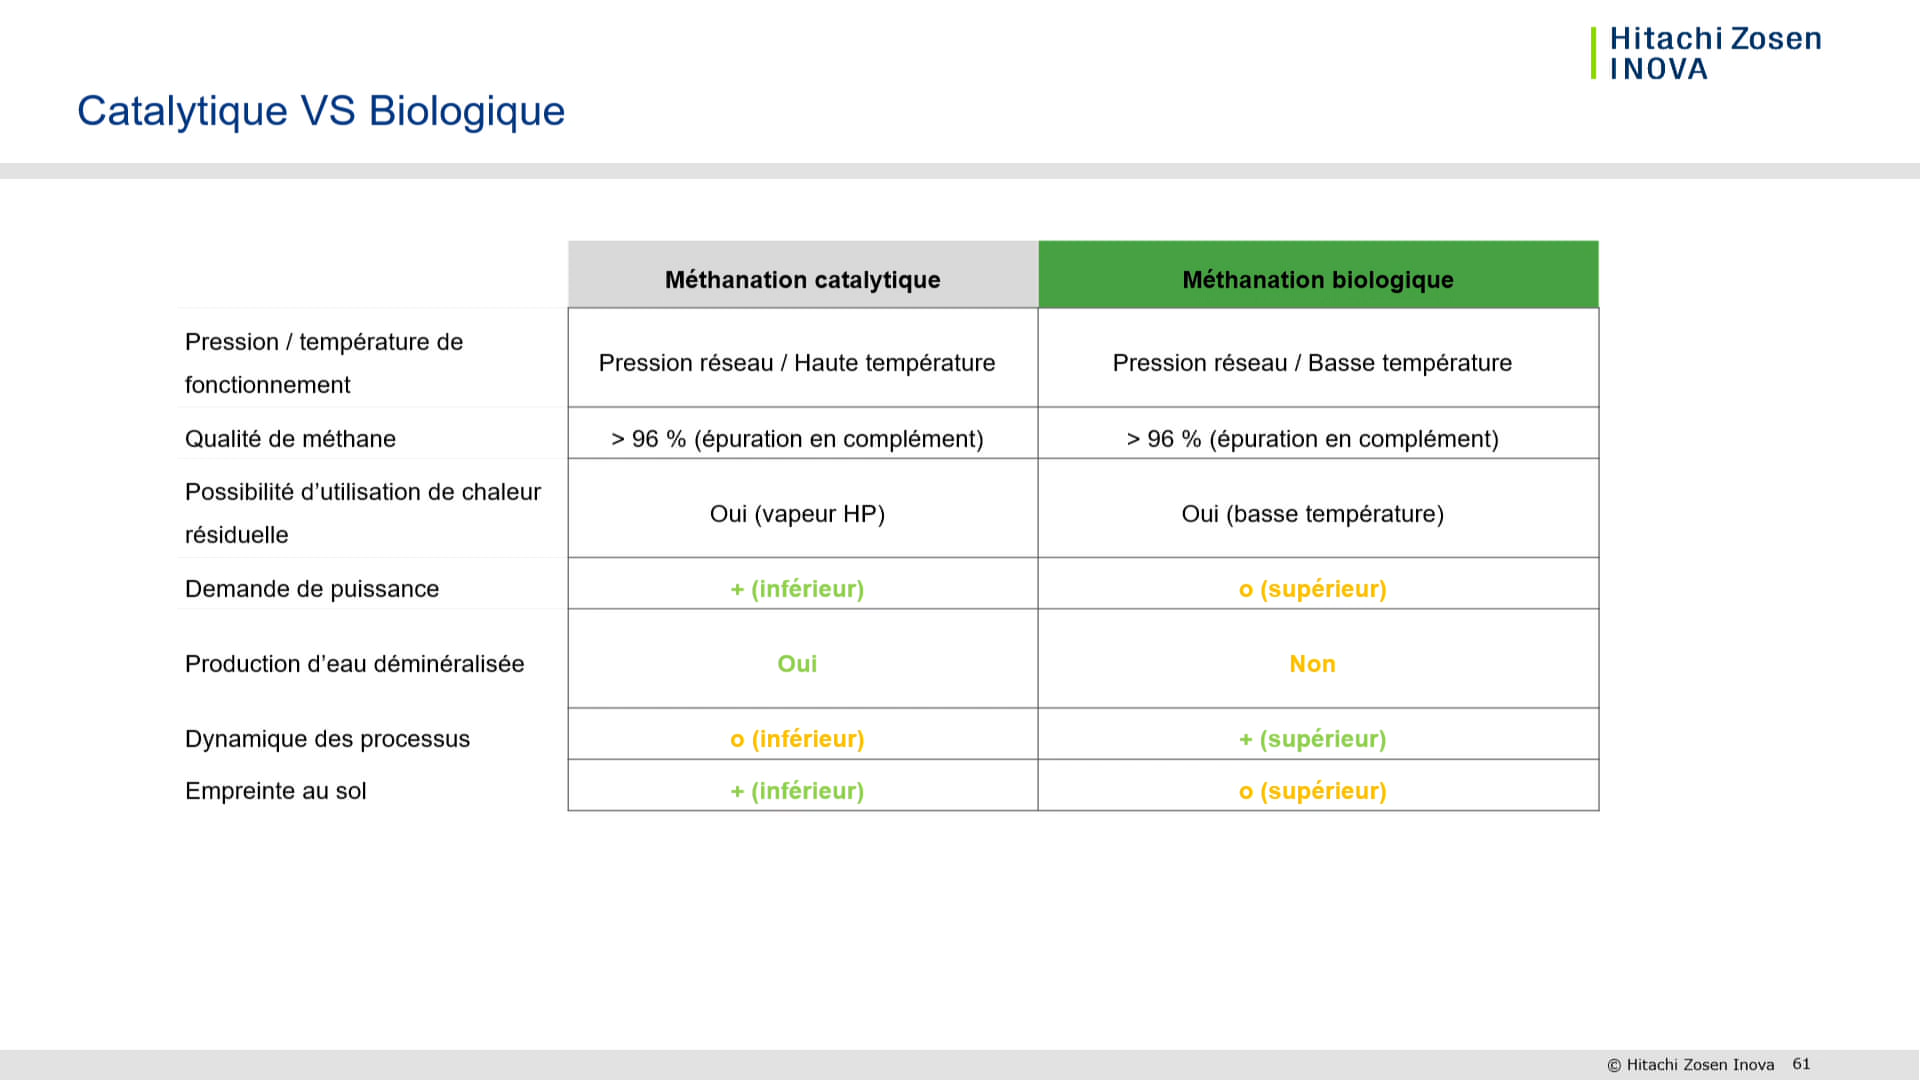 Hitachi Zosen
INOVA
Catalytique VS Biologique
Méthanation catalytique
Méthanation biologique
Pression / température de
fonctionnement
Pression réseau / Haute température
Pression réseau / Basse température
Qualité de méthane
> 96 % (épuration en complément)
> 96 % (épuration en complément)
Possibilité d’utilisation de chaleur
résiduelle
Oui (vapeur HP)
Oui (basse température)
Demande de puissance
+ (inférieur)
o (supérieur)
Production d’eau déminéralisée
Oui
Non
Dynamique des processus
o (inférieur)
+ (supérieur)
Empreinte au sol
+ (inférieur)
o (supérieur)
© Hitachi Zosen Inova 61